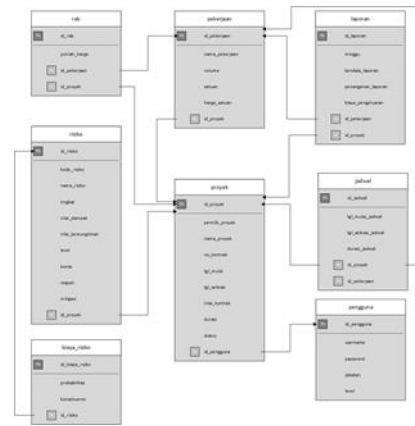 rab
id_rab
jumlah_harga
id_pekerjaan
id_proyek
pekerjaan
id_pekerjaan
nama_pekerjaan
volume
satuan
harga_satuan
id_proyek
laporan
id_laporan
minggu
kendala_laporan
penanganan_laporan
biaya_pengeluaran
id_pekerjaan
id_proyek
risiko
id_risiko
kode_risiko
nama_risiko
tingkat
nilai_dampak
nilai_kemungkinan
level
respon
mitigasi
id_proyek
proyek
id_proyek
pemilik_proyek
nama_proyek
no_kontrak
tgl_mulai
tgl_selesai
nilai_kontrak
durasi
status
id_pengguna
jadwal
id_jadwal
tgl_mulai_jadwal
tgl_selesai_jadwal
durasi_jadwal
id_proyek
id_pekerjaan
pengguna
id_pengguna
username
password
jabatan
level
biaya_risiko
id_biaya_risiko
probabilitas
konsekuensi
id_risiko